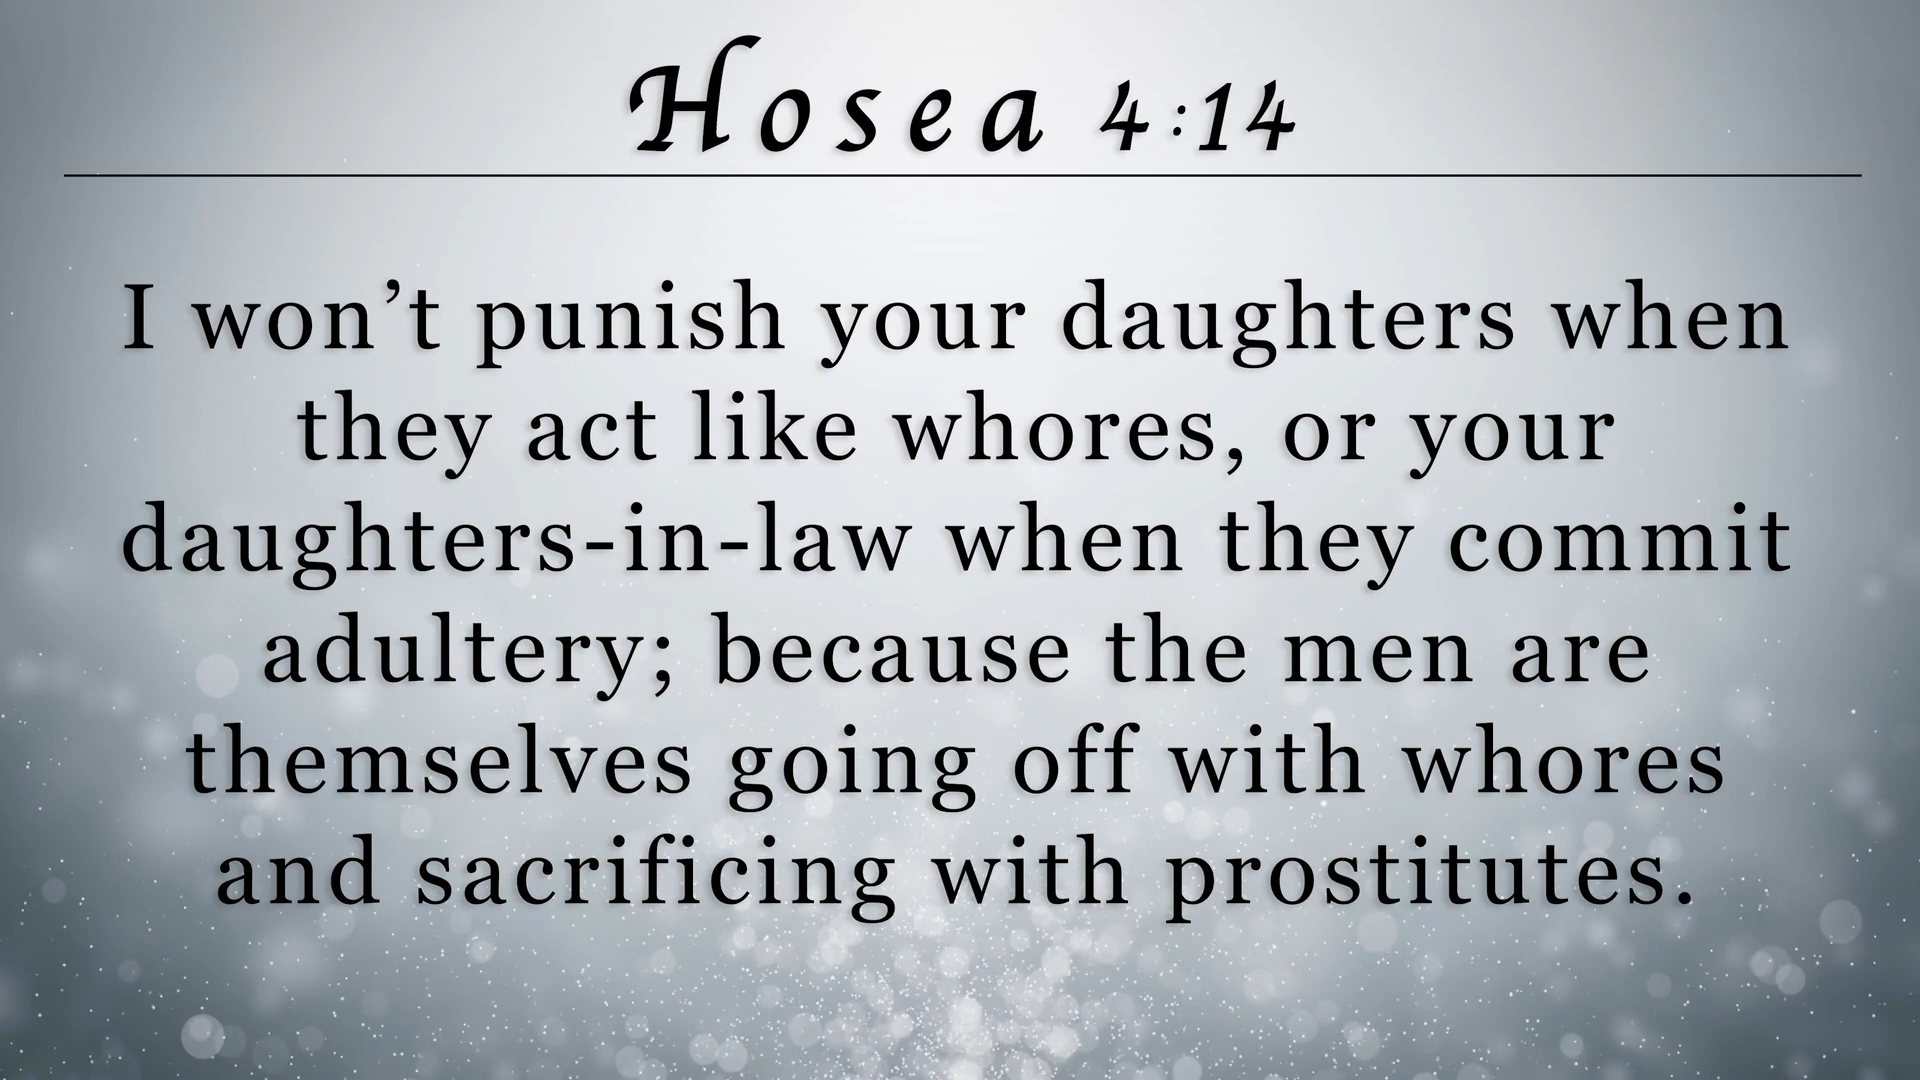 Hosea 4:14
I won’t punish your daughters when
they act like whores, or your
daughters-in-law when they commit
adultery; because the men are
themselves going off with whores
and sacrificing with prostitutes.